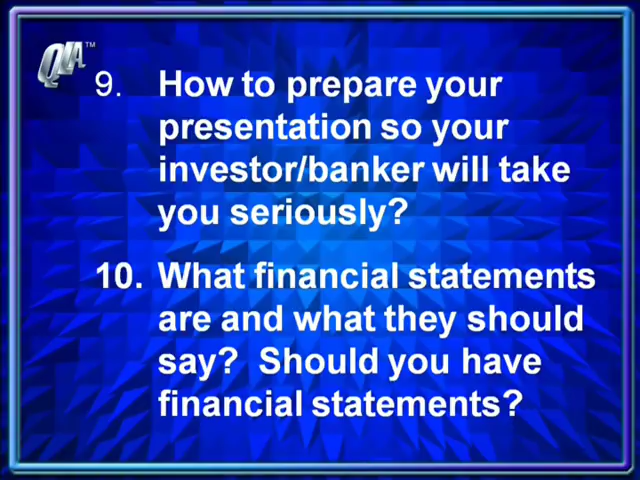 QLA™
9. How to prepare your
presentation so your
investor/banker will take
you seriously?
10. What financial statements
are and what they should
say? Should you have
financial statements?